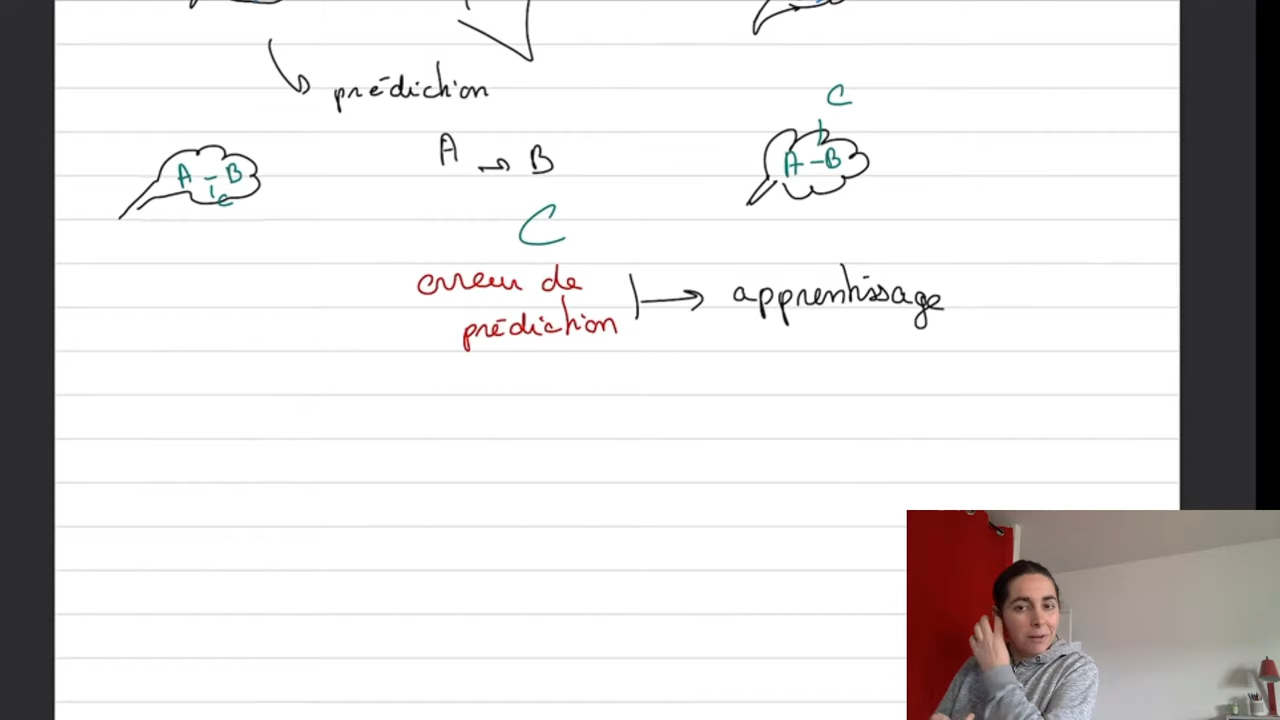 prédiction
C
A → B
A - B
C
A - B
C
erreur de
prédiction
→ apprentissage